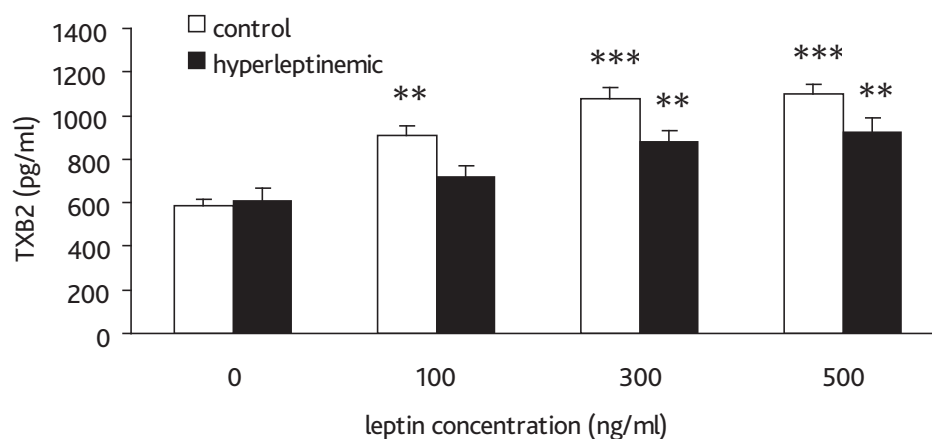 1400
1200
1000
800
600
400
200
0
TXB2 (pg/ml)
control
hyperleptinemic
**
***
**
***
**
0 100 300 500
leptin concentration (ng/ml)